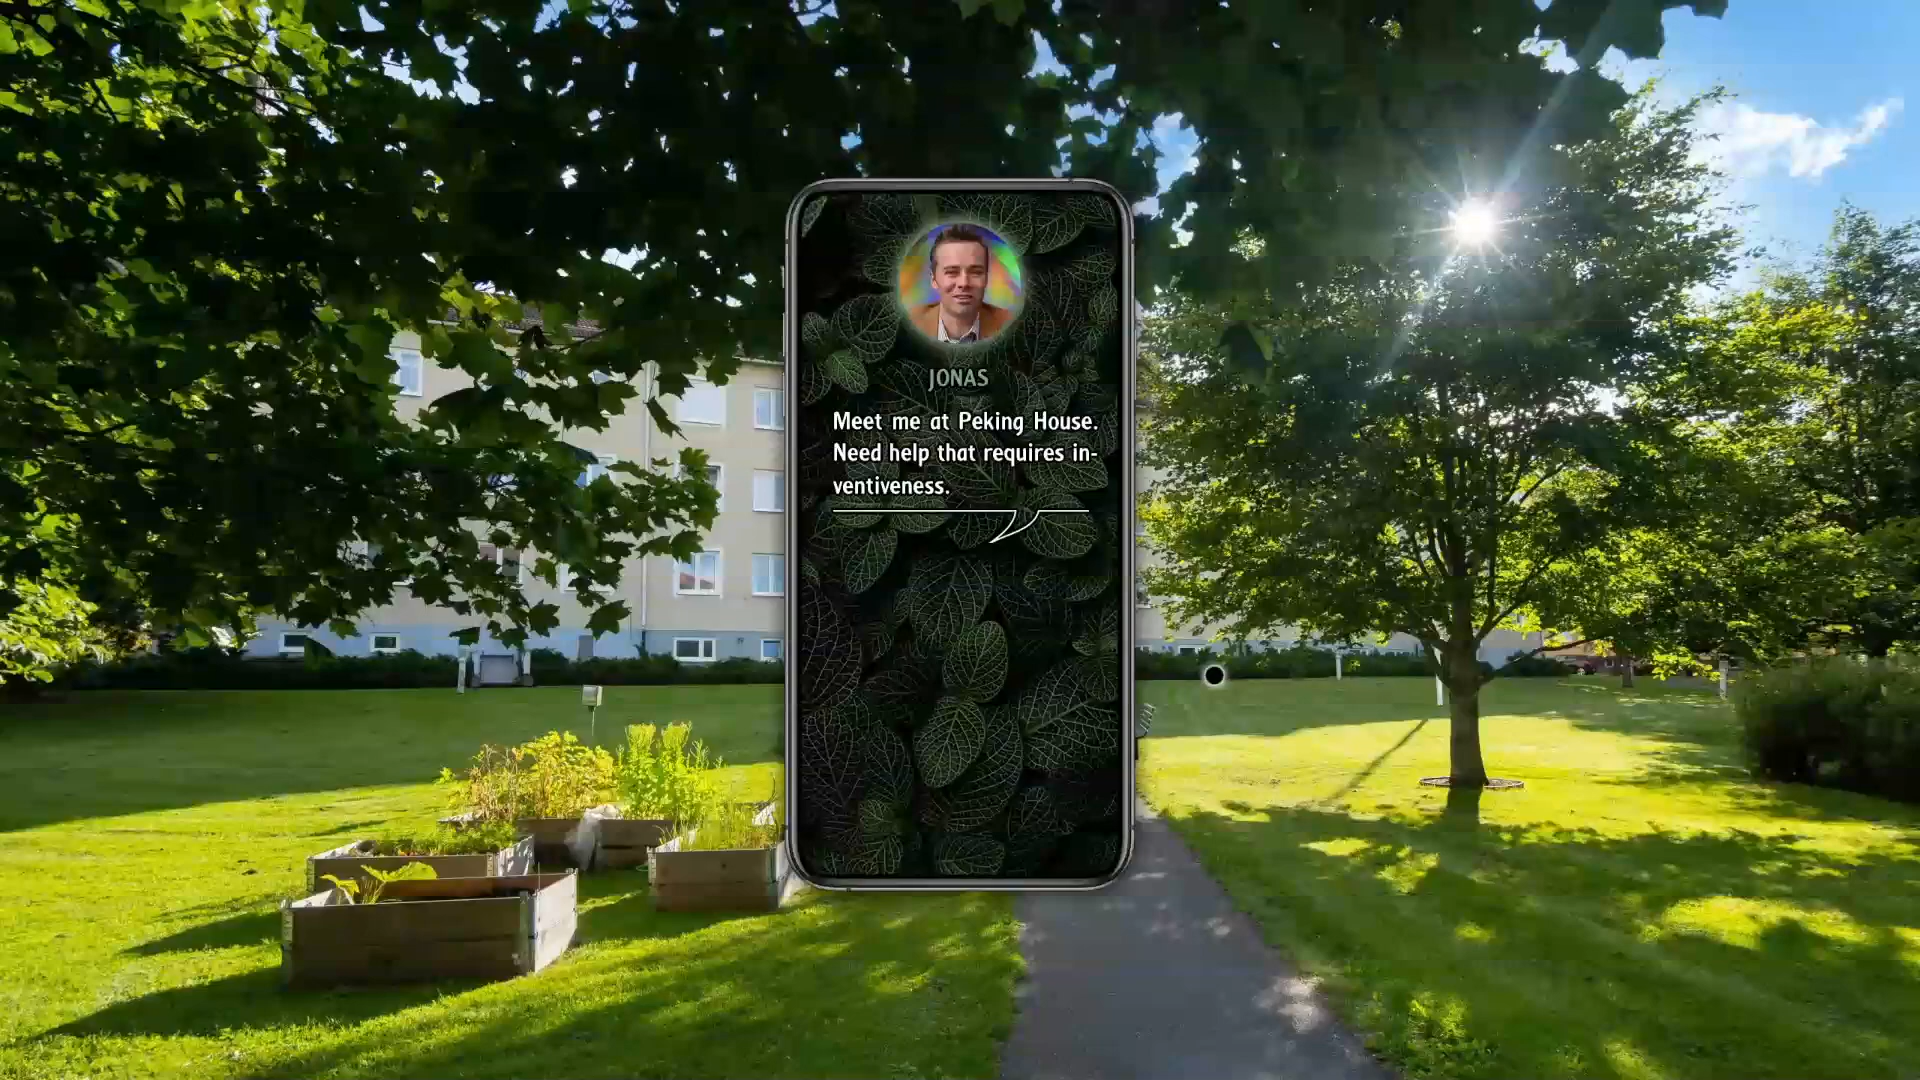 JONAS
Meet me at Peking House.
Need help that requires in-
ventiveness.